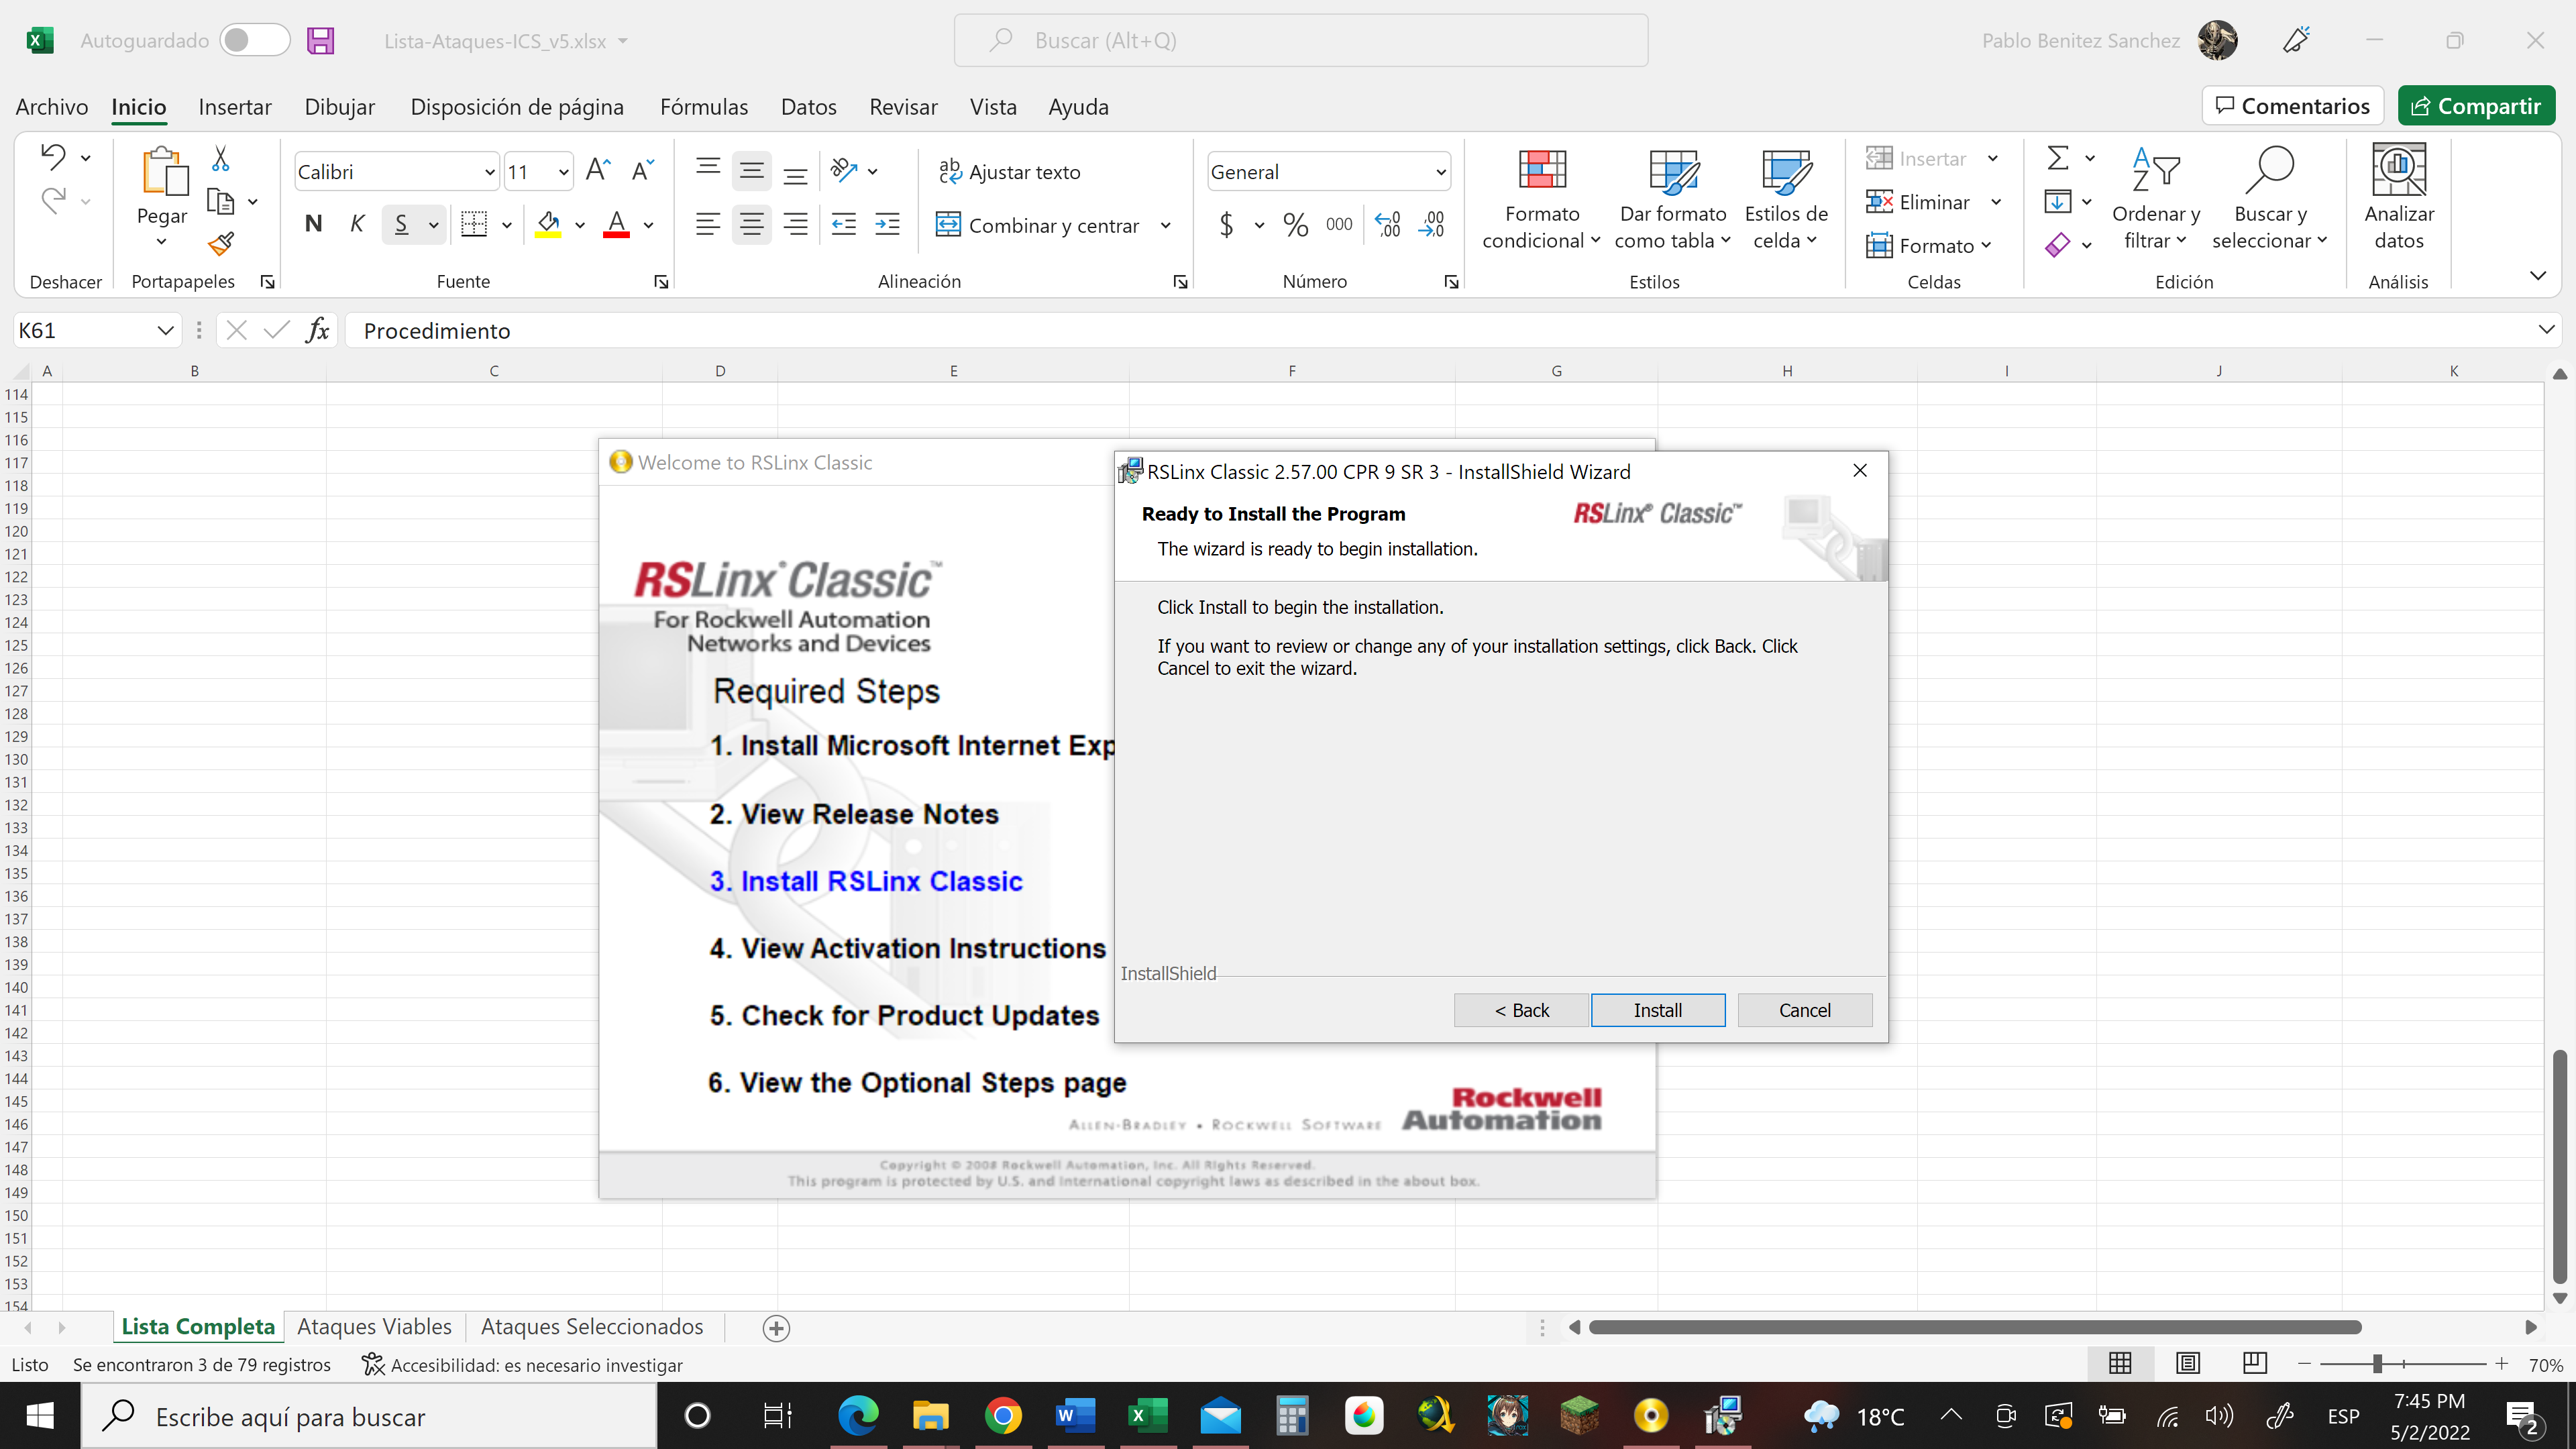 Autoguardado
Lista-Ataques-ICS_v5.xlsx
Buscar (Alt+Q)
Pablo Benitez Sanchez
Archivo Inicio Insertar Dibujar Disposición de página Fórmulas Datos Revisar Vista Ayuda
Comentarios Compartir
Calibri 11
Ajustar texto
General
Insertar
Pegar
Formato condicional
Dar formato como tabla
Estilos de celda
Eliminar
Ordenar y filtrar
Buscar y seleccionar
Analizar datos
N K S
Combinar y centrar
$ % 000
Formato
Deshacer Portapapeles Fuente Alineación Número Estilos Celdas Edición Análisis
K61 fx Procedimiento
A B C D E F G H I J K
114
115
116
117
118
119
120
121
122
123
124
125
126
127
128
129
130
131
132
133
134
135
136
137
138
139
140
141
142
143
144
145
146
147
148
149
150
151
152
153
154
Welcome to RSLinx Classic
RSLinx® Classic™
For Rockwell Automation
Networks and Devices
Required Steps
1. Install Microsoft Internet Exp
2. View Release Notes
3. Install RSLinx Classic
4. View Activation Instructions
5. Check for Product Updates
6. View the Optional Steps page
ALLEN-BRADLEY • ROCKWELL SOFTWARE
Rockwell
Automation
Copyright © 2008 Rockwell Automation, Inc. All Rights Reserved.
This program is protected by U.S. and international copyright laws as described in the about box.
RSLinx Classic 2.57.00 CPR 9 SR 3 - InstallShield Wizard
Ready to Install the Program
RSLinx® Classic™
The wizard is ready to begin installation.
Click Install to begin the installation.
If you want to review or change any of your installation settings, click Back. Click
Cancel to exit the wizard.
InstallShield
< Back Install Cancel
Lista Completa Ataques Viables Ataques Seleccionados
Listo Se encontraron 3 de 79 registros Accesibilidad: es necesario investigar
70%
Escribe aquí para buscar
18°C
ESP
7:45 PM
5/2/2022
2